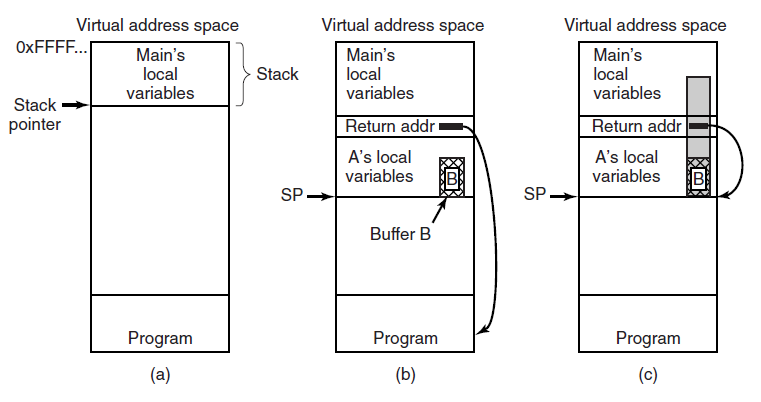 Virtual address space
0xFFFF...
Main's
local
variables
Stack
Stack
pointer
Program
(a)
Virtual address space
Main's
local
variables
Return addr
A's local
variables
B
SP
Buffer B
Program
(b)
Virtual address space
Main's
local
variables
Return addr
A's local
variables
B
SP
Program
(c)